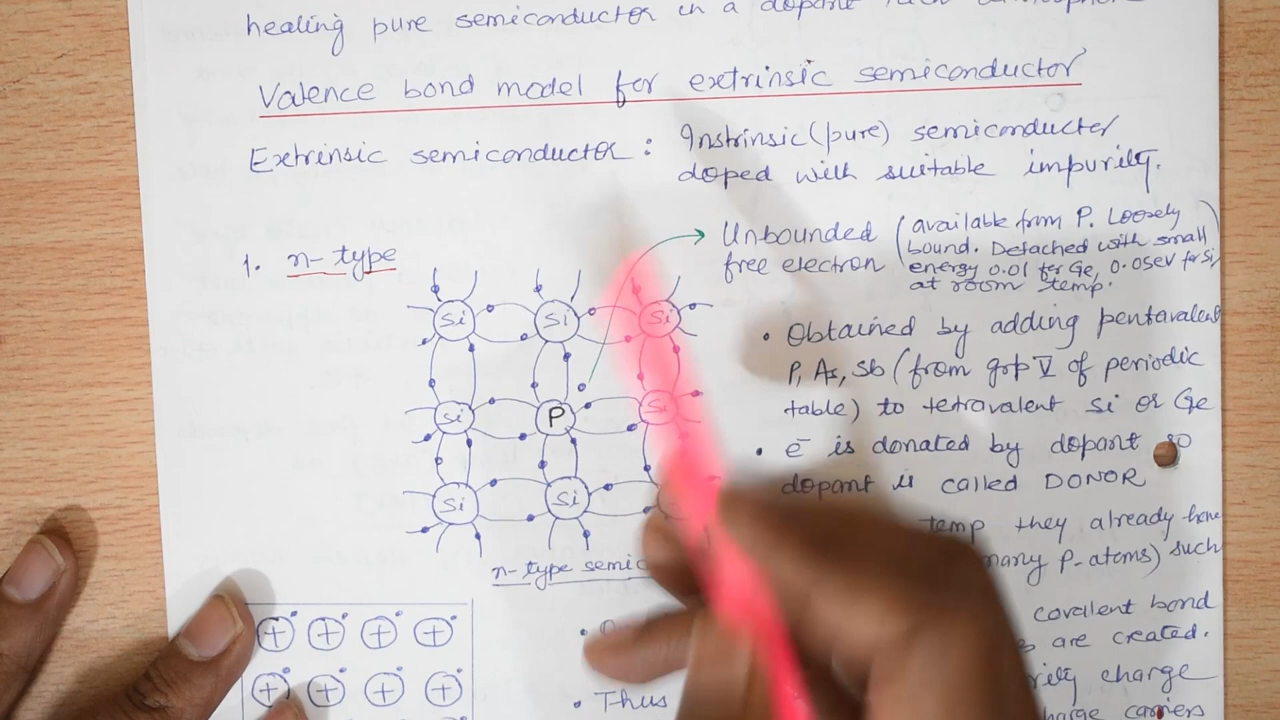 healing pure semiconductor in a dopant
Valence bond model for extrinsic semiconductor
Extrinsic semiconductor : Instrinsic (pure) semiconductor
doped with suitable impurity.
1. n-type
Unbounded
free electron
(available from P. Loosely
bound. Detached with small
energy 0.01 for Ge, 0.05eV for Si
at room temp.
Si Si Si
Si P Si
Si Si
n-type semic
• Obtained by adding pentavalent
P, As, Sb (from grp V of periodic
table) to tetravalent Si or Ge
• e⁻ is donated by dopant so
dopant is called DONOR
temp they already have
many P-atoms) such
covalent bond
are created.
charge
+ + + +
+ + + +
• Thus
carriers